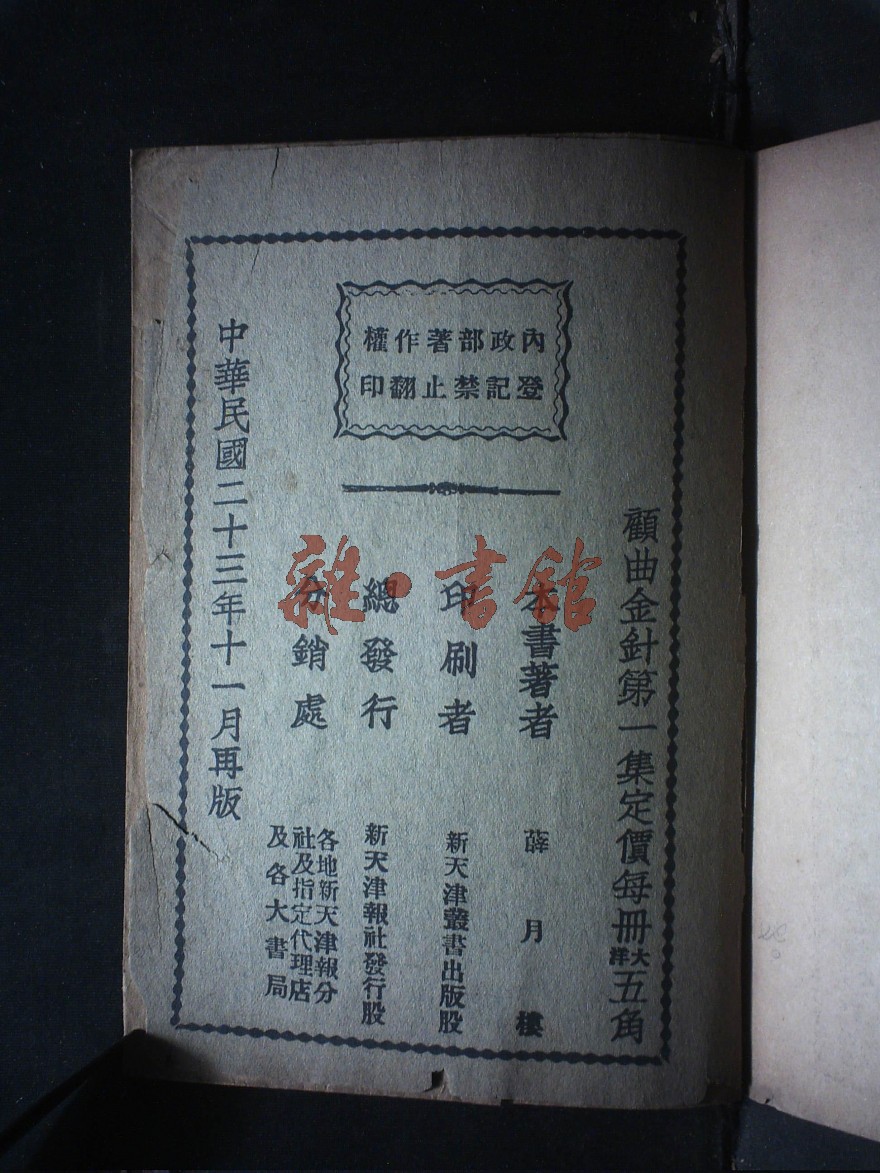 內政部著作權
登記禁止翻印
顧曲金針第一集定價每冊大洋五角
本書著者 薛月樓
印刷者 新天津叢書出版股
總發行 新天津報社發行股
分銷處 各地新天津報分
社及指定代理店
及各大書局
中華民國二十三年十一月再版
雜·書館